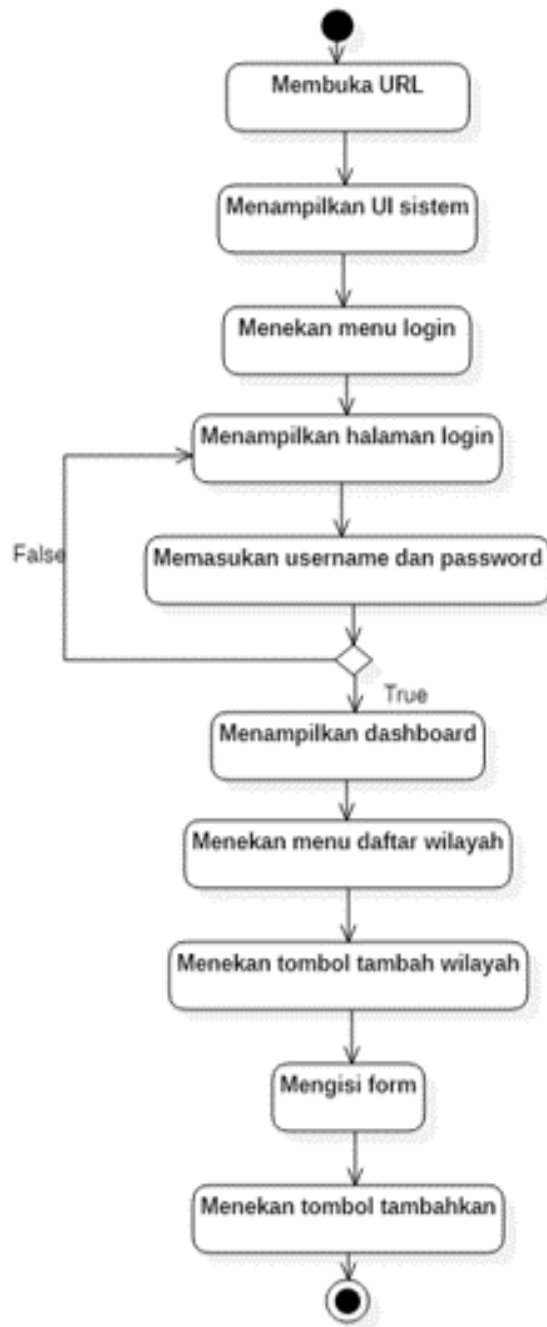 Membuka URL
Menampilkan UI sistem
Menekan menu login
Menampilkan halaman login
False
Memasukan username dan password
True
Menampilkan dashboard
Menekan menu daftar wilayah
Menekan tombol tambah wilayah
Mengisi form
Menekan tombol tambahkan